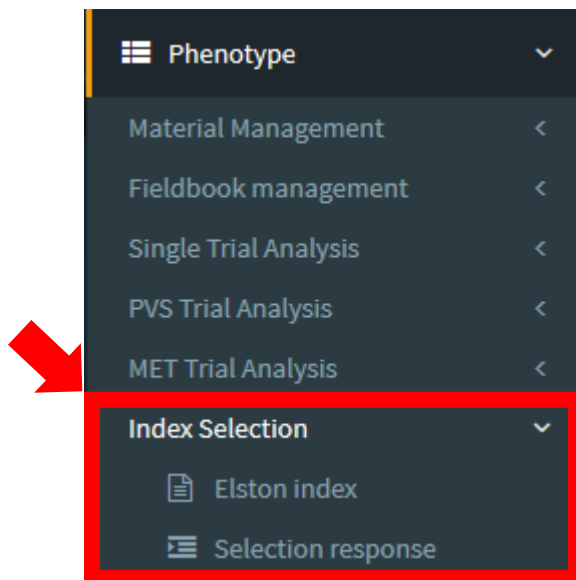 Phenotype
Material Management
Fieldbook management
Single Trial Analysis
PVS Trial Analysis
MET Trial Analysis
Index Selection
Elston index
Selection response